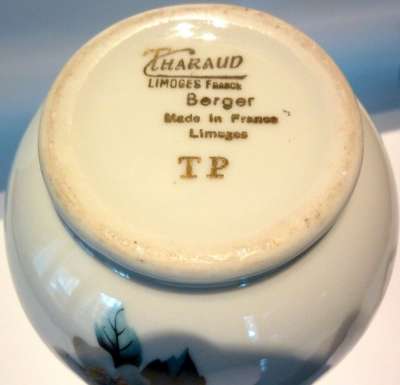 CHARAUD
LIMOGES FRANCE
Berger
Made in France
Limoges
TP